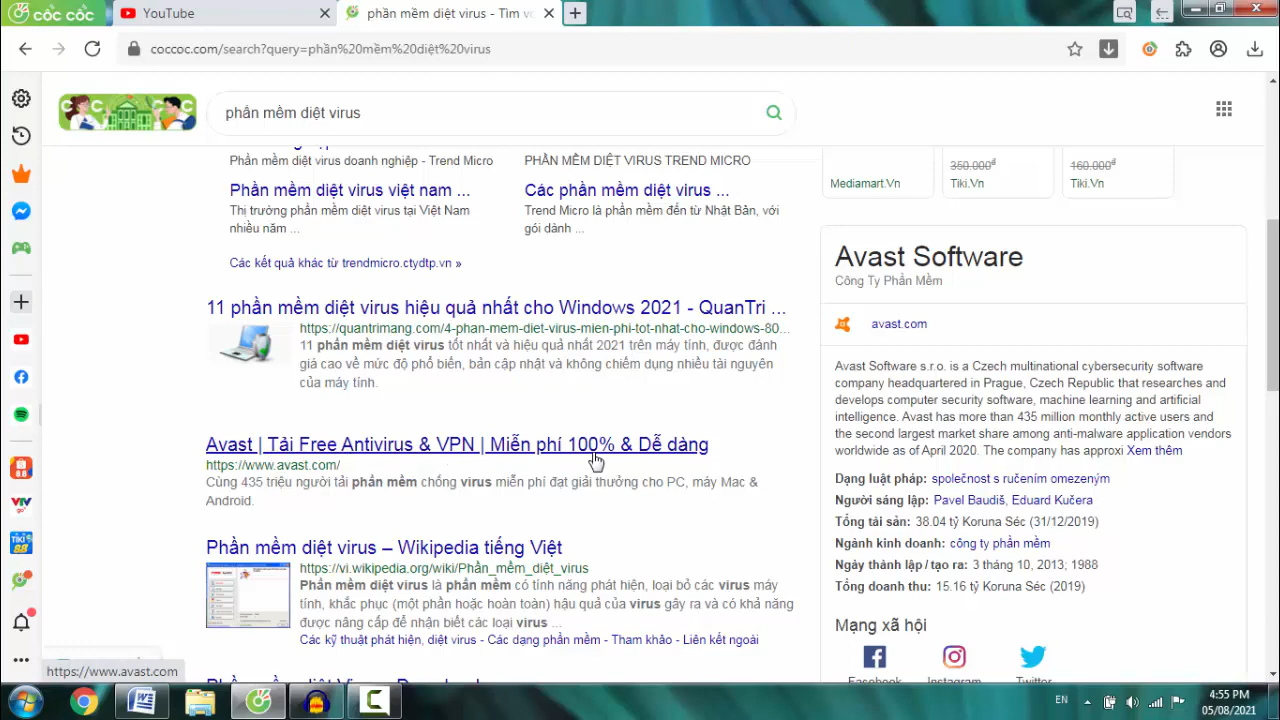 cốc cốc
YouTube
phần mềm diệt virus - Tìm với
coccoc.com/search?query=phần%20mềm%20diệt%20virus
phần mềm diệt virus
Phần mềm diệt virus doanh nghiệp - Trend Micro
PHẦN MỀM DIỆT VIRUS TREND MICRO
Phần mềm diệt virus việt nam ...
Các phần mềm diệt virus ...
Thị trường phần mềm diệt virus tại Việt Nam
nhiều năm ...
Trend Micro là phần mềm đến từ Nhật Bản, với
gói dành ...
Các kết quả khác từ trendmicro.ctydtp.vn »
11 phần mềm diệt virus hiệu quả nhất cho Windows 2021 - QuanTri ...
https://quantrimang.com/4-phan-mem-diet-virus-mien-phi-tot-nhat-cho-windows-80...
11 phần mềm diệt virus tốt nhất và hiệu quả nhất 2021 trên máy tính, được đánh
giá cao về mức độ phổ biến, bản cập nhật và không chiếm dụng nhiều tài nguyên
của máy tính.
Avast | Tải Free Antivirus & VPN | Miễn phí 100% & Dễ dàng
https://www.avast.com/
Cùng 435 triệu người tải phần mềm chống virus miễn phí đạt giải thưởng cho PC, máy Mac &
Android.
Phần mềm diệt virus – Wikipedia tiếng Việt
https://vi.wikipedia.org/wiki/Phần_mềm_diệt_virus
Phần mềm diệt virus là phần mềm có tính năng phát hiện, loại bỏ các virus máy
tính, khắc phục (một phần hoặc hoàn toàn) hậu quả của virus gây ra và có khả năng
được nâng cấp để nhận biết các loại virus ...
Các kỹ thuật phát hiện, diệt virus - Các dạng phần mềm - Tham khảo - Liên kết ngoài
https://www.avast.com
350.000đ
160.000đ
Mediamart.Vn
Tiki.Vn
Tiki.Vn
Avast Software
Công Ty Phần Mềm
avast.com
Avast Software s.r.o. is a Czech multinational cybersecurity software
company headquartered in Prague, Czech Republic that researches and
develops computer security software, machine learning and artificial
intelligence. Avast has more than 435 million monthly active users and
the second largest market share among anti-malware application vendors
worldwide as of April 2020. The company has approxi Xem thêm
Dạng luật pháp: společnost s ručením omezeným
Người sáng lập: Pavel Baudiš, Eduard Kučera
Tổng tài sản: 38.04 tỷ Koruna Séc (31/12/2019)
Ngành kinh doanh: công ty phần mềm
Ngày thành lập / tạo ra: 3 tháng 10, 2013; 1988
Tổng doanh thu: 15.16 tỷ Koruna Séc (2019)
Mạng xã hội
Facebook
Instagram
Twitter
EN
4:55 PM
05/08/2021